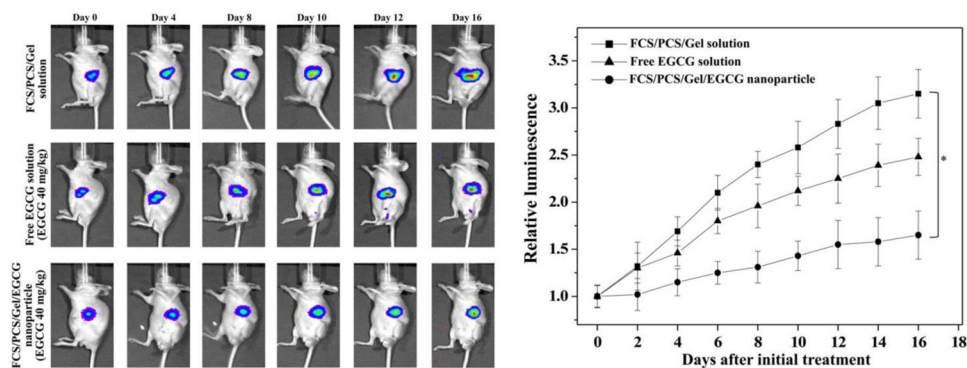 Day 0 Day 4 Day 8 Day 10 Day 12 Day 16
FCS/PCS/Gel
solution
Free EGCG solution
(EGCG 40 mg/kg)
FCS/PCS/Gel/EGCG
nanoparticle
(EGCG 40 mg/kg)
FCS/PCS/Gel solution
Free EGCG solution
FCS/PCS/Gel/EGCG nanoparticle
Relative luminescence
3.0
2.5
2.0
1.5
1.0
*
0 2 4 6 8 10 12 14 16 18
Days after initial treatment